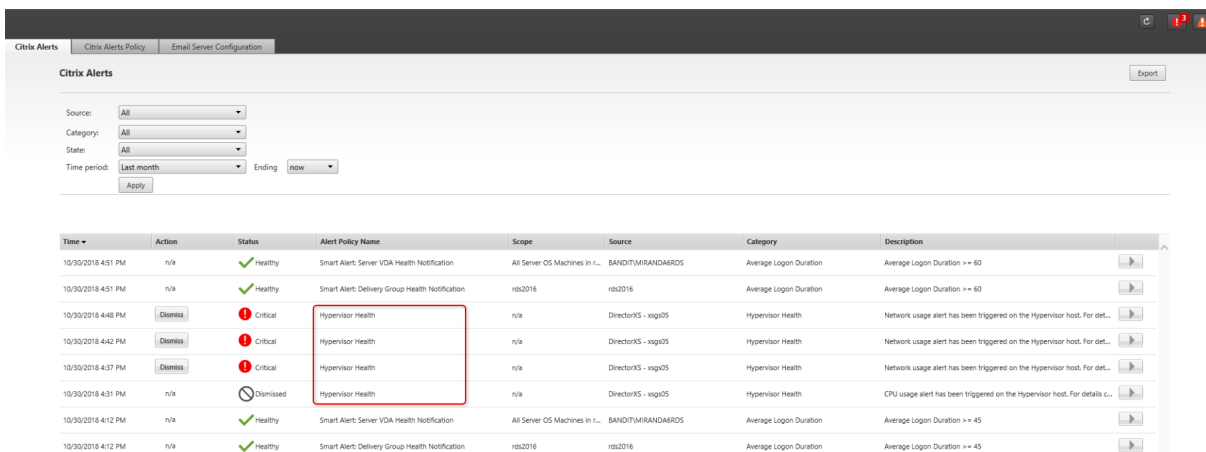 3
Citrix Alerts Citrix Alerts Policy Email Server Configuration
Citrix Alerts Export
Source: All
Category: All
State: All
Time period: Last month Ending now
Apply
Time Action Status Alert Policy Name Scope Source Category Description
10/30/2018 4:51 PM n/a Healthy Smart Alert: Server VDA Health Notification All Server OS Machines in r... BANDIT\MIRANDA6RDS Average Logon Duration Average Logon Duration >= 60
10/30/2018 4:51 PM n/a Healthy Smart Alert: Delivery Group Health Notification rds2016 rds2016 Average Logon Duration Average Logon Duration >= 60
10/30/2018 4:48 PM Dismiss Critical Hypervisor Health n/a DirectorXS - xsgs05 Hypervisor Health Network usage alert has been triggered on the Hypervisor host. For det...
10/30/2018 4:42 PM Dismiss Critical Hypervisor Health n/a DirectorXS - xsgs05 Hypervisor Health Network usage alert has been triggered on the Hypervisor host. For det...
10/30/2018 4:37 PM Dismiss Critical Hypervisor Health n/a DirectorXS - xsgs05 Hypervisor Health Network usage alert has been triggered on the Hypervisor host. For det...
10/30/2018 4:31 PM n/a Dismissed Hypervisor Health n/a DirectorXS - xsgs05 Hypervisor Health CPU usage alert has been triggered on the Hypervisor host. For details c...
10/30/2018 4:12 PM n/a Healthy Smart Alert: Server VDA Health Notification All Server OS Machines in r... BANDIT\MIRANDA6RDS Average Logon Duration Average Logon Duration >= 45
10/30/2018 4:12 PM n/a Healthy Smart Alert: Delivery Group Health Notification rds2016 rds2016 Average Logon Duration Average Logon Duration >= 45